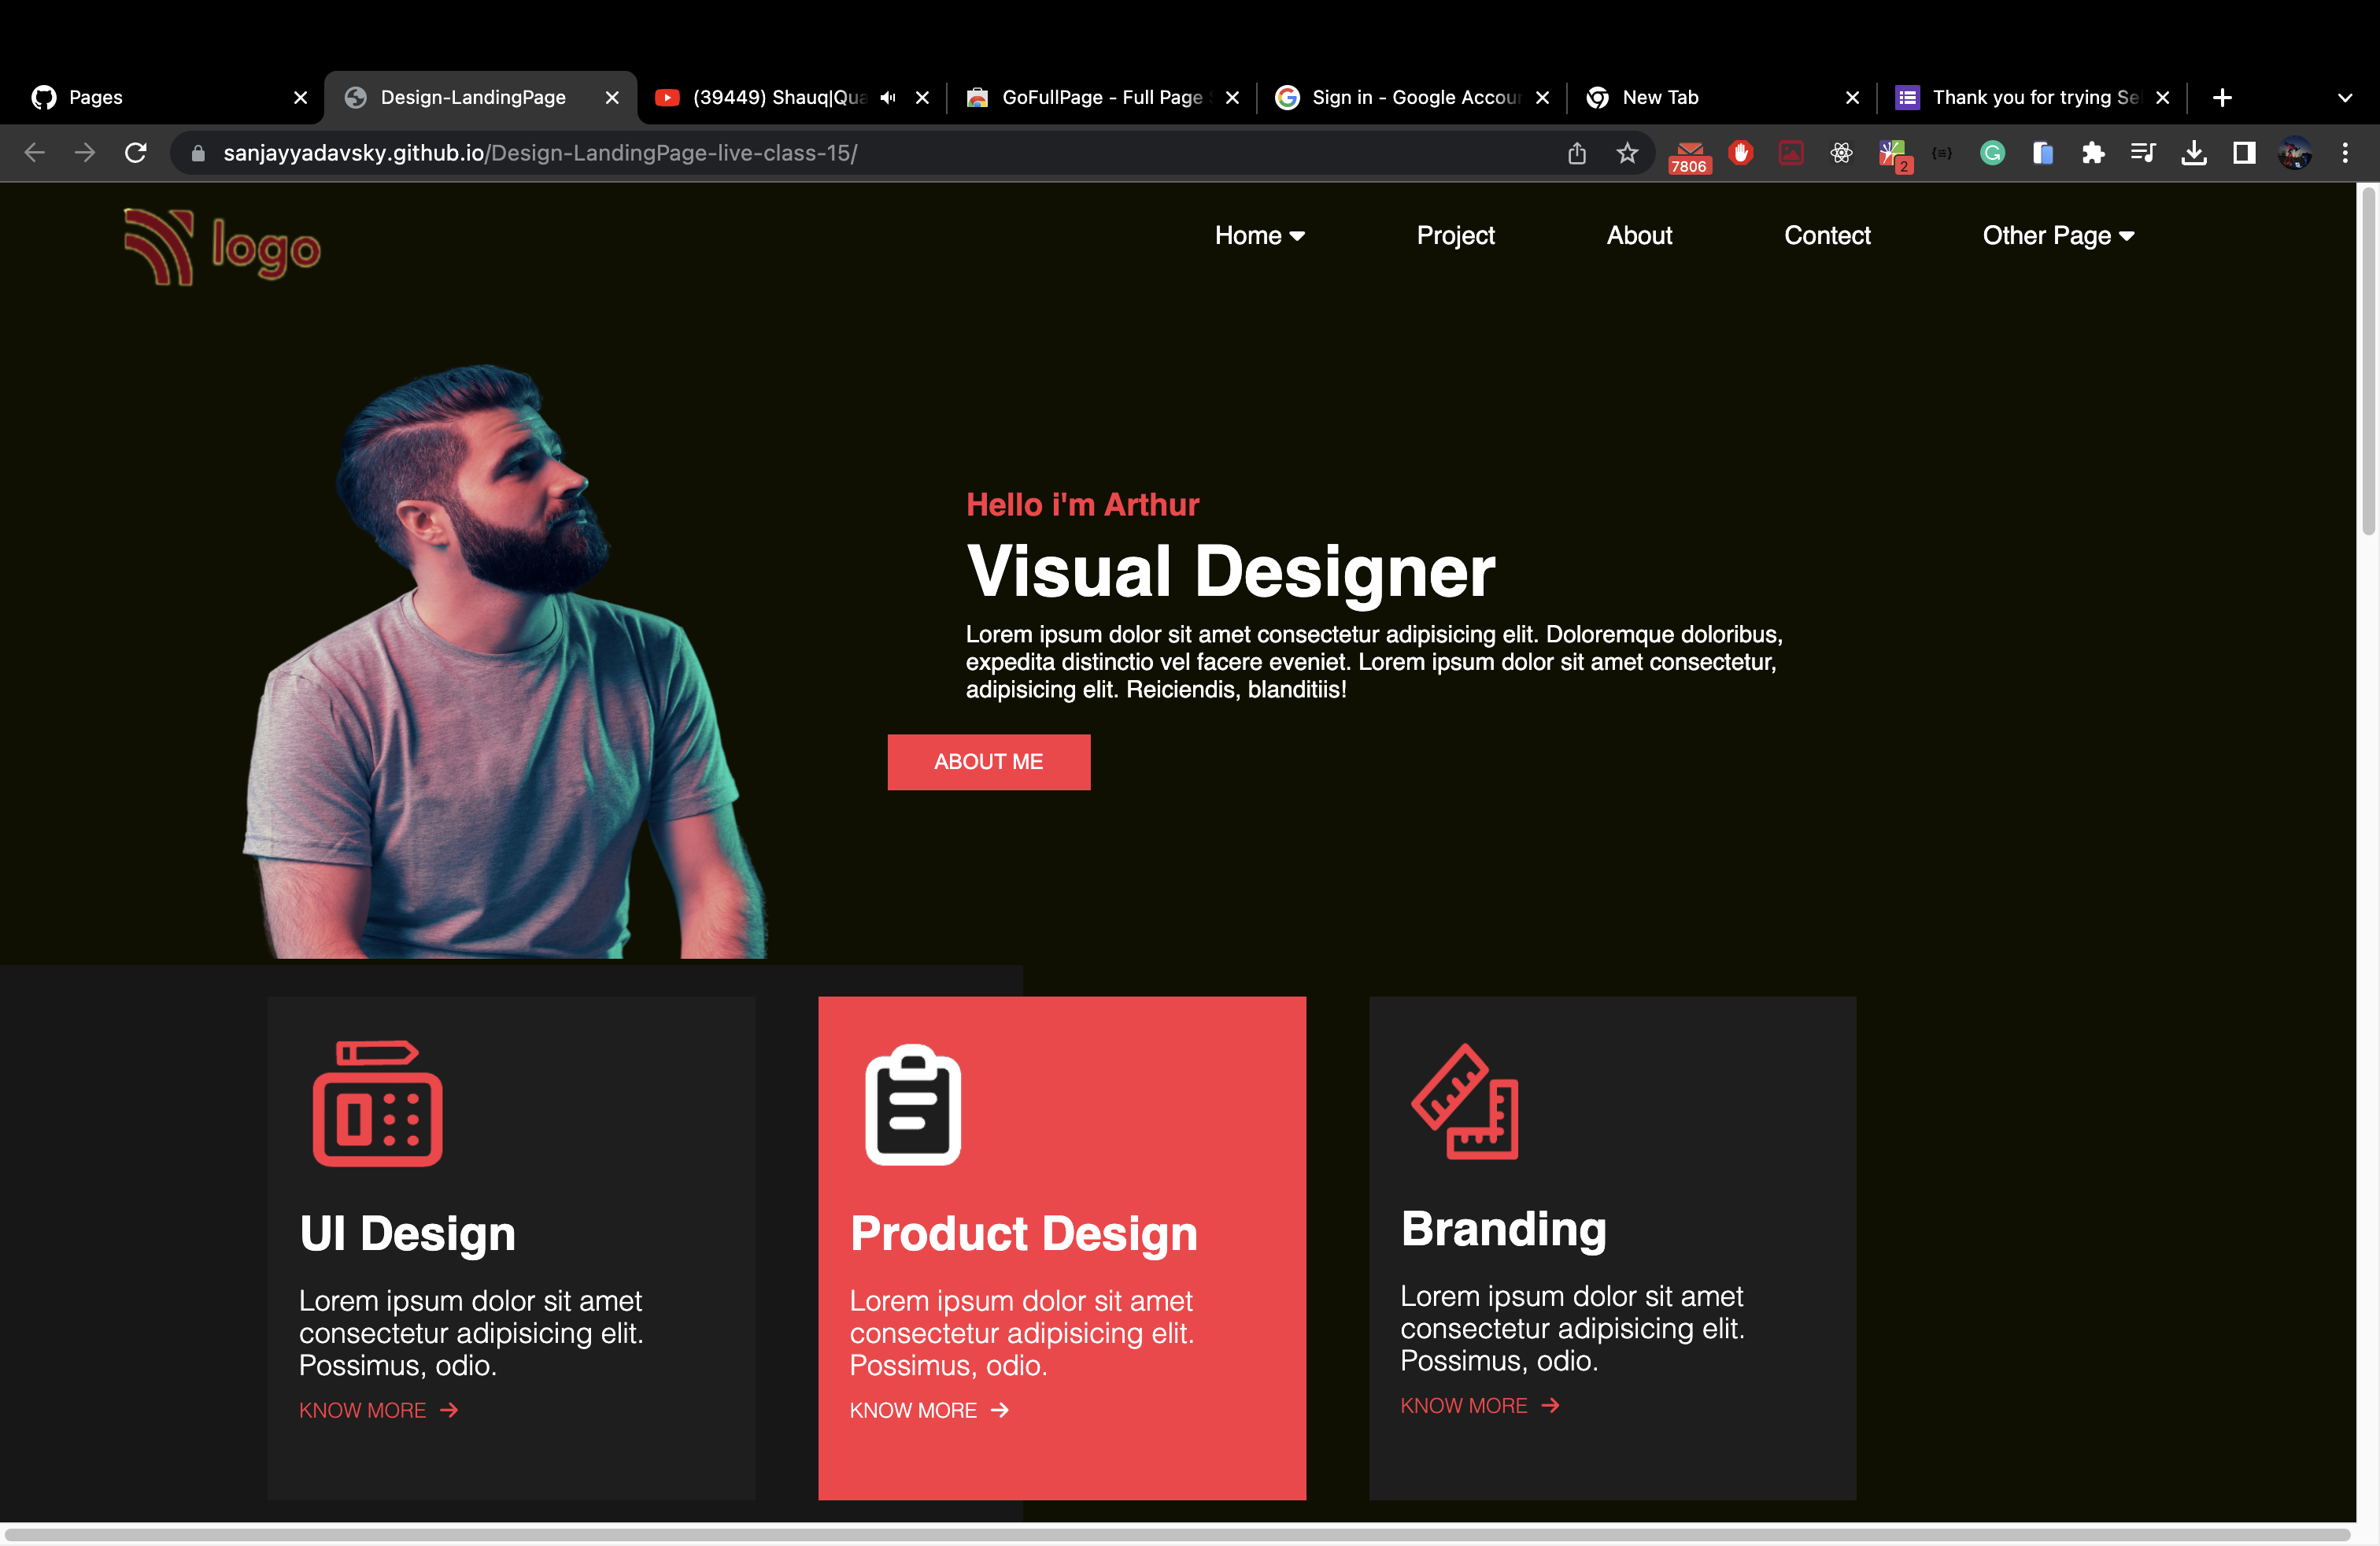 Pages
Design-LandingPage
(39449) Shauq|Qua
GoFullPage - Full Page
Sign in - Google Accour
New Tab
Thank you for trying Se
sanjayyadavsky.github.io/Design-LandingPage-live-class-15/
7806
2
logo
Home
Project
About
Contect
Other Page
Hello i'm Arthur
Visual Designer
Lorem ipsum dolor sit amet consectetur adipisicing elit. Doloremque doloribus,
expedita distinctio vel facere eveniet. Lorem ipsum dolor sit amet consectetur,
adipisicing elit. Reiciendis, blanditiis!
ABOUT ME
UI Design
Lorem ipsum dolor sit amet
consectetur adipisicing elit.
Possimus, odio.
KNOW MORE →
Product Design
Lorem ipsum dolor sit amet
consectetur adipisicing elit.
Possimus, odio.
KNOW MORE →
Branding
Lorem ipsum dolor sit amet
consectetur adipisicing elit.
Possimus, odio.
KNOW MORE →